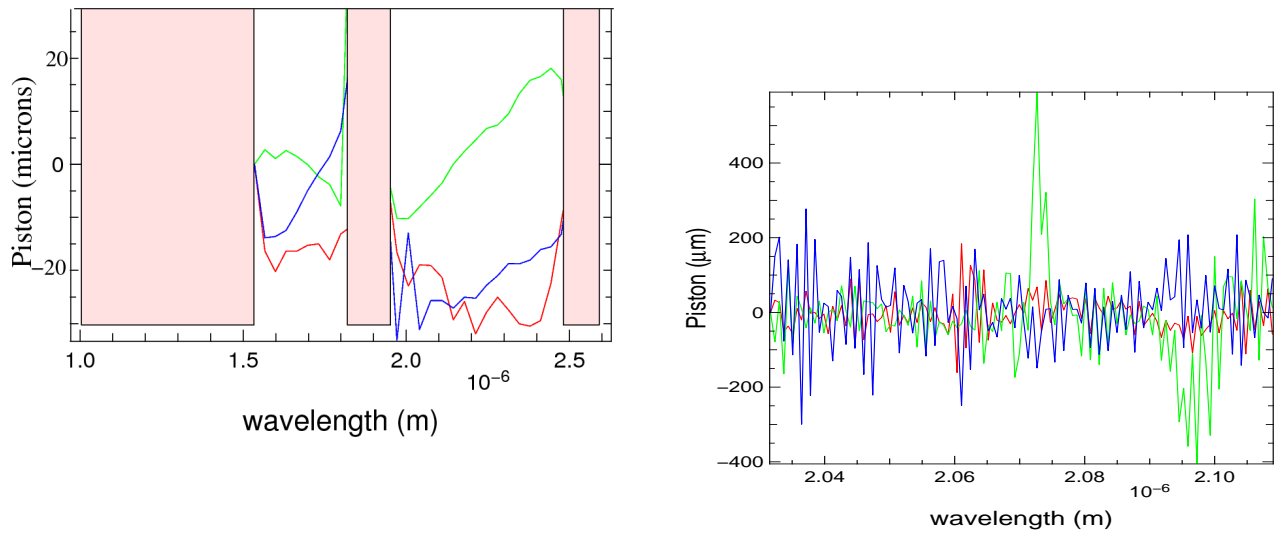 Piston (microns)
20
0
−20
1.0 1.5 2.0 2.5
10−6
wavelength (m)
Piston (µm)
400
200
0
−200
−400
2.04 2.06 2.08 2.10
10−6
wavelength (m)